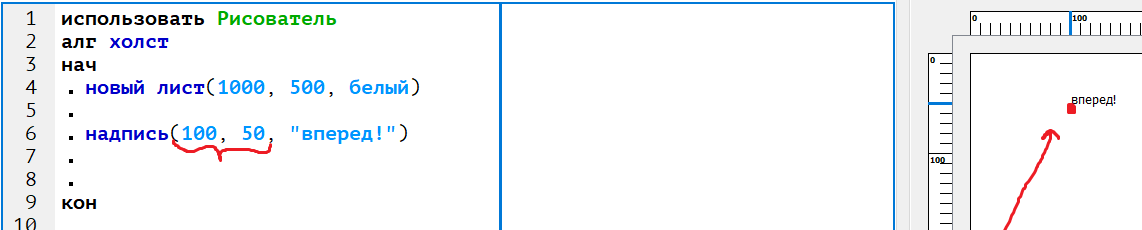 1 использовать Рисователь
2 алг холст
3 нач
4 . новый лист(1000, 500, белый)
5 .
6 . надпись(100, 50, "вперед!")
7 .
8 .
9 кон
10
0 100
0
100
вперед!